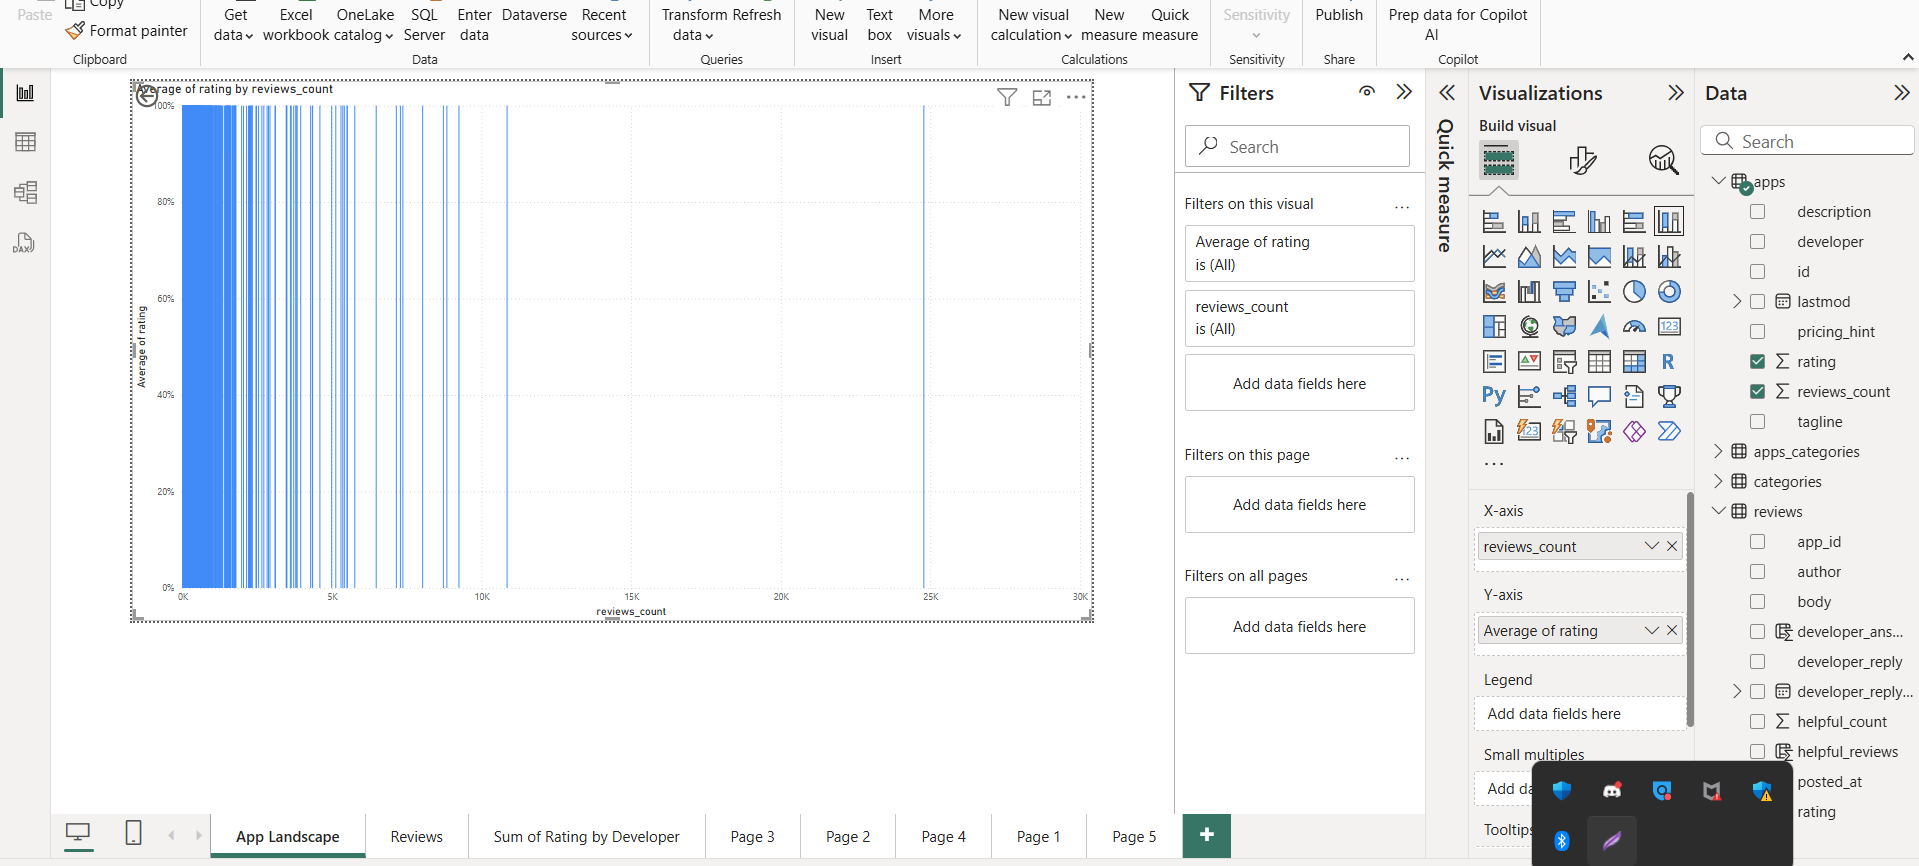 Paste
Copy
Format painter
Clipboard
Get data
Excel workbook
OneLake catalog
SQL Server
Enter data
Dataverse
Recent sources
Data
Transform data
Refresh
Queries
New visual
Text box
More visuals
Insert
New visual calculation
New measure
Quick measure
Calculations
Sensitivity
Sensitivity
Publish
Share
Prep data for AI
Copilot
Copilot
Average of rating by reviews_count
100%
80%
60%
40%
20%
0%
Average of rating
0K
5K
10K
15K
20K
25K
30K
reviews_count
Filters
Search
Filters on this visual
...
Average of rating
is (All)
reviews_count
is (All)
Add data fields here
Filters on this page
...
Add data fields here
Filters on all pages
...
Add data fields here
Quick measure
Visualizations
Build visual
123
R
Py
123
...
X-axis
reviews_count
Y-axis
Average of rating
Legend
Add data fields here
Small multiples
Add da
Tooltips
Data
Search
apps
description
developer
id
lastmod
pricing_hint
rating
reviews_count
tagline
apps_categories
categories
reviews
app_id
author
body
developer_ans...
developer_reply
developer_reply...
helpful_count
helpful_reviews
posted_at
rating
DAX
App Landscape
Reviews
Sum of Rating by Developer
Page 3
Page 2
Page 4
Page 1
Page 5
+